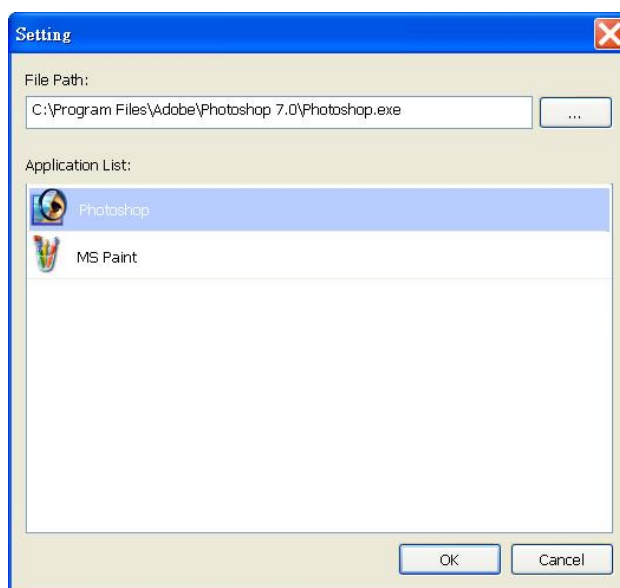 Setting
File Path:
C:\Program Files\Adobe\Photoshop 7.0\Photoshop.exe
...
Application List:
Photoshop
MS Paint
OK
Cancel